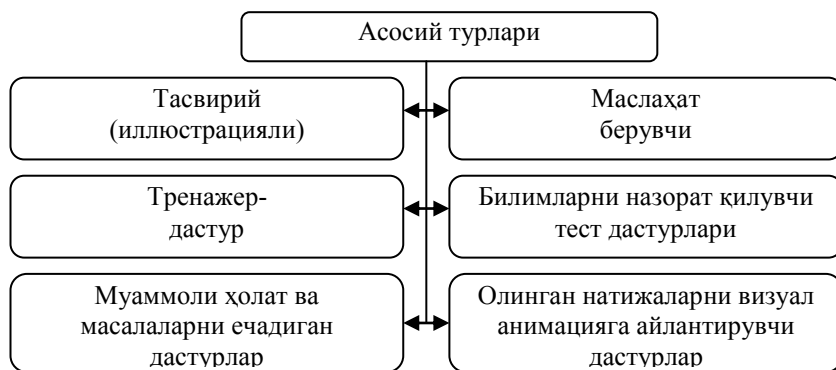 Асосий турлари
Тасвирий
(иллюстрацияли)
Маслаҳат
берувчи
Тренажер-
дастур
Билимларни назорат қилувчи
тест дастурлари
Муаммоли ҳолат ва
масалаларни ечадиган
дастурлар
Олинган натижаларни визуал
анимацияга айлантирувчи
дастурлар